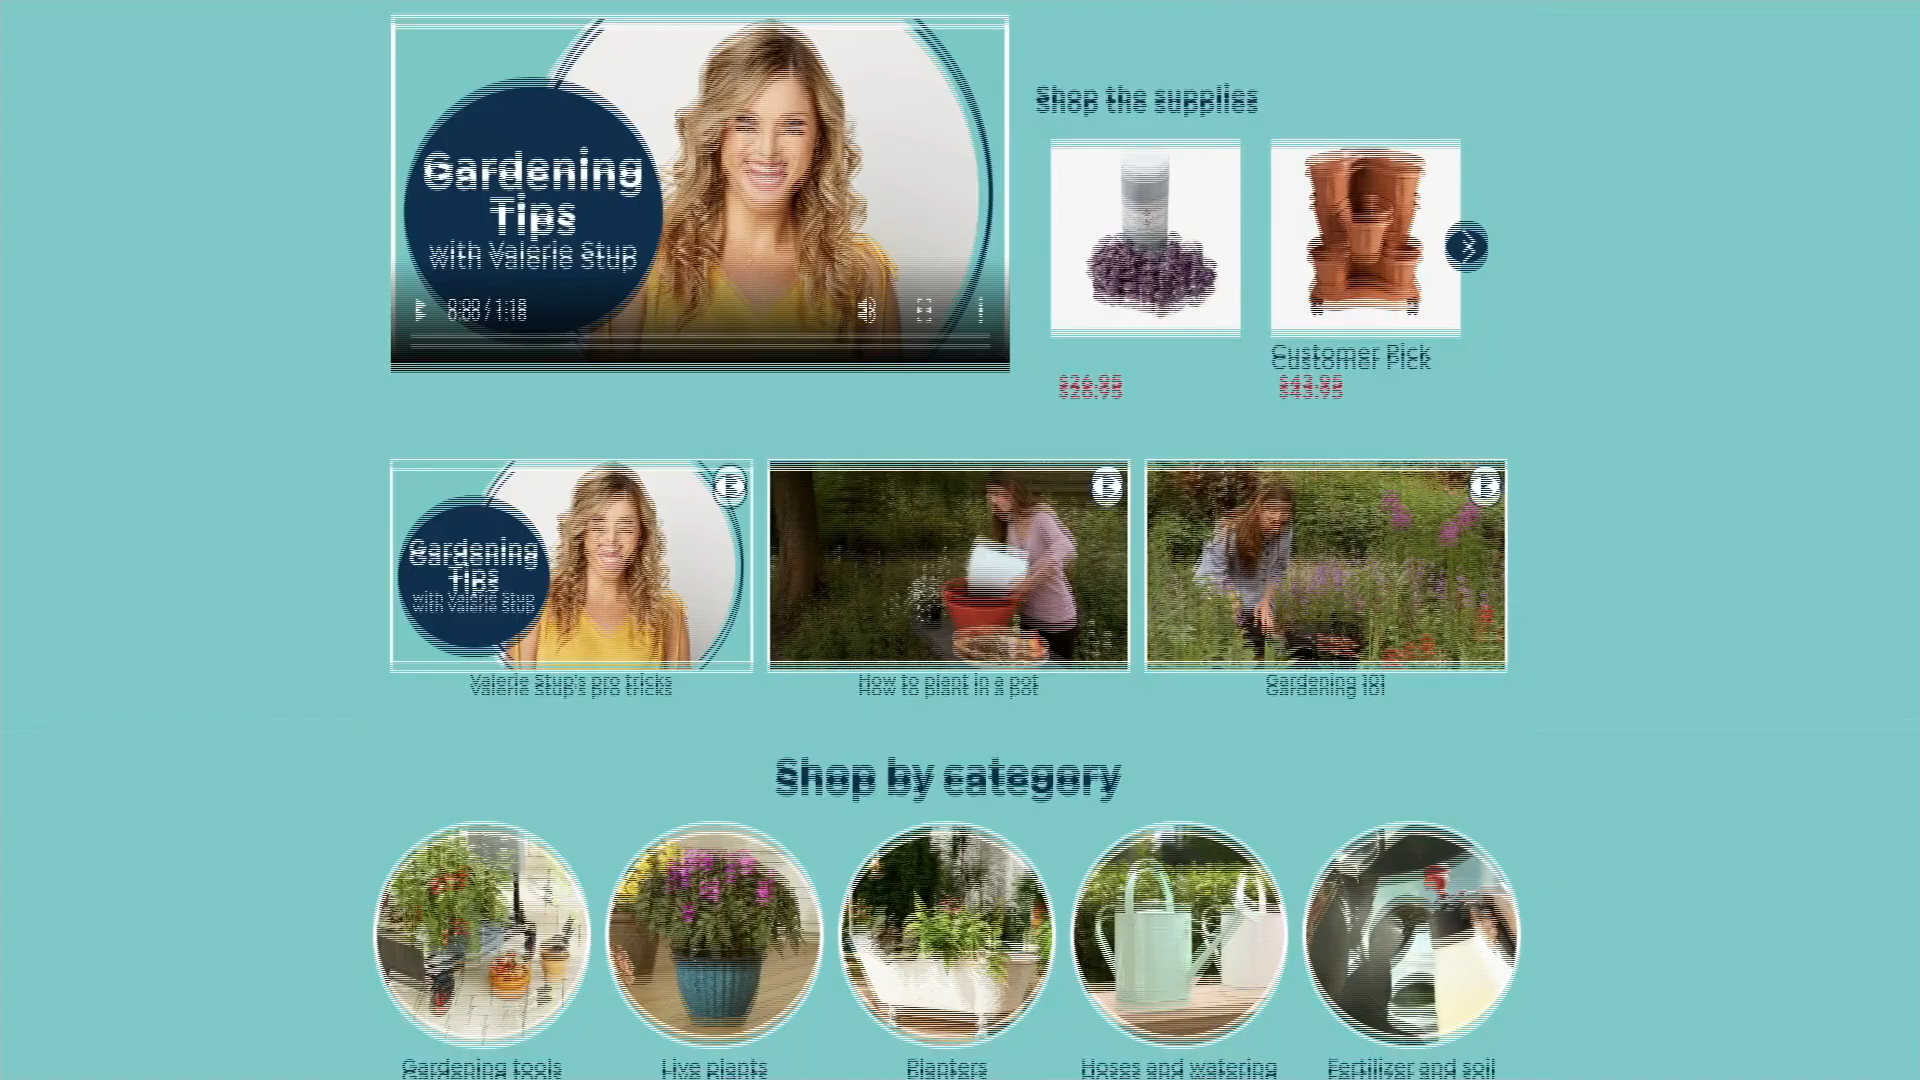 Shop the supplies
Gardening
Tips
with Valerie Stup
0:00 / 1:18
Customer Pick
$26.95
$43.95
Gardening
Tips
with Valerie Stup
Valerie Stup's pro tricks
How to plant in a pot
Gardening 101
Shop by category
Gardening tools
Live plants
Planters
Hoses and watering
Fertilizer and soil